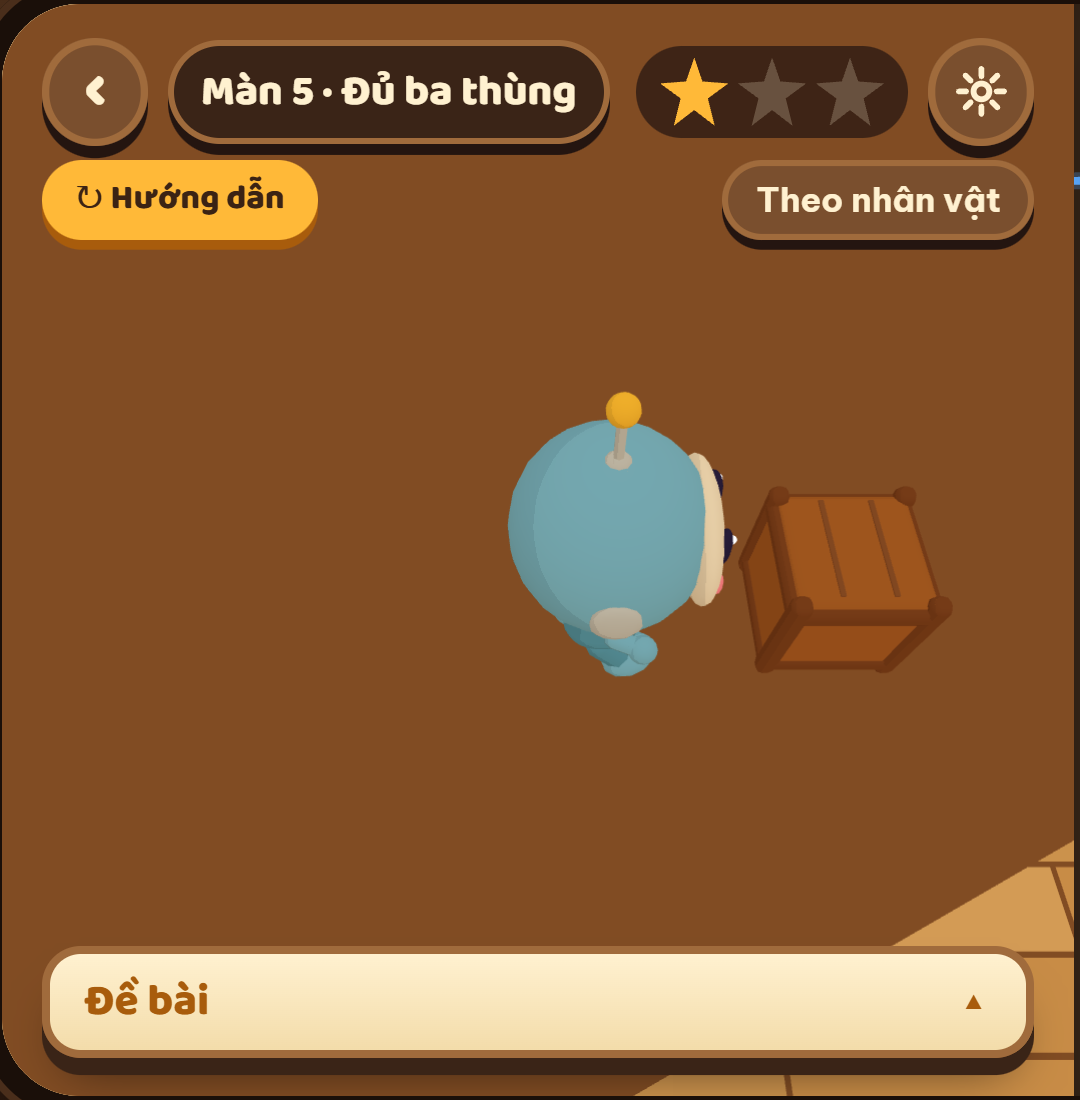 Màn 5 · Đủ ba thùng
↻ Hướng dẫn
Theo nhân vật
Đề bài